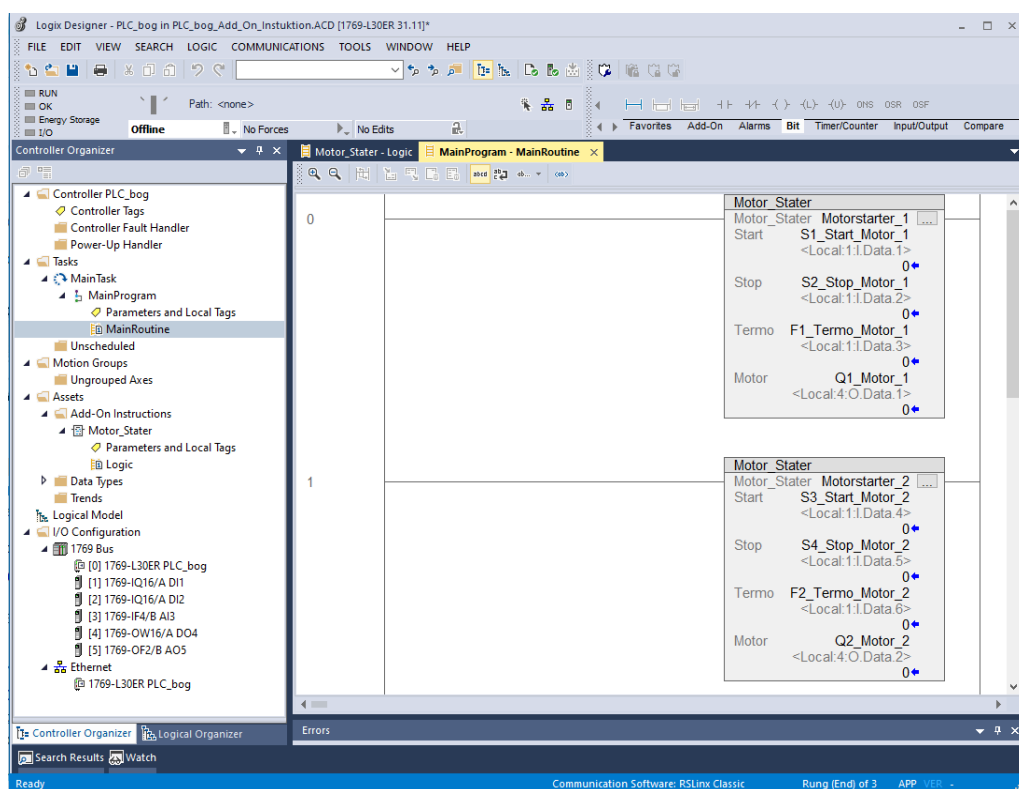 Logix Designer - PLC_bog in PLC_bog_Add_On_Instuktion.ACD [1769-L30ER 31.11]*
FILE EDIT VIEW SEARCH LOGIC COMMUNICATIONS TOOLS WINDOW HELP
RUN
OK
Energy Storage
I/O
Path: <none>
Offline
No Forces
No Edits
ONS OSR OSF
Favorites Add-On Alarms Bit Timer/Counter Input/Output Compare
Controller Organizer
Controller PLC_bog
Controller Tags
Controller Fault Handler
Power-Up Handler
Tasks
MainTask
MainProgram
Parameters and Local Tags
MainRoutine
Unscheduled
Motion Groups
Ungrouped Axes
Assets
Add-On Instructions
Motor_Stater
Parameters and Local Tags
Logic
Data Types
Trends
Logical Model
I/O Configuration
1769 Bus
[0] 1769-L30ER PLC_bog
[1] 1769-IQ16/A DI1
[2] 1769-IQ16/A DI2
[3] 1769-IF4/B AI3
[4] 1769-OW16/A DO4
[5] 1769-OF2/B AO5
Ethernet
1769-L30ER PLC_bog
Controller Organizer Logical Organizer
Motor_Stater - Logic MainProgram - MainRoutine
0
Motor_Stater
Motor_Stater Motorstarter_1 ...
Start S1_Start_Motor_1
<Local:1:I.Data.1>
0
Stop S2_Stop_Motor_1
<Local:1:I.Data.2>
0
Termo F1_Termo_Motor_1
<Local:1:I.Data.3>
0
Motor Q1_Motor_1
<Local:4:O.Data.1>
0
1
Motor_Stater
Motor_Stater Motorstarter_2 ...
Start S3_Start_Motor_2
<Local:1:I.Data.4>
0
Stop S4_Stop_Motor_2
<Local:1:I.Data.5>
0
Termo F2_Termo_Motor_2
<Local:1:I.Data.6>
0
Motor Q2_Motor_2
<Local:4:O.Data.2>
0
Errors
Search Results Watch
Ready Communication Software: RSLinx Classic Rung (End) of 3 APP VER -